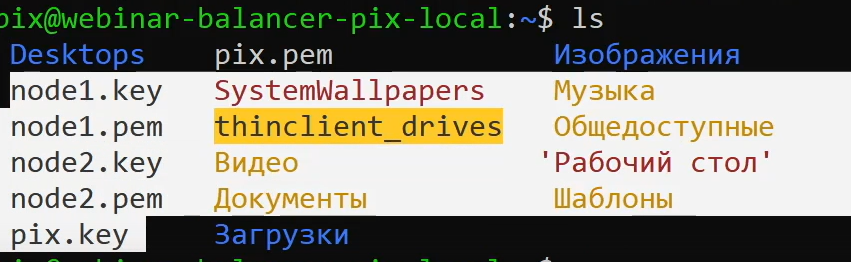 pix@webinar-balancer-pix-local:~$ ls
Desktops pix.pem Изображения
node1.key SystemWallpapers Музыка
node1.pem thinclient_drives Общедоступные
node2.key Видео 'Рабочий стол'
node2.pem Документы Шаблоны
pix.key Загрузки